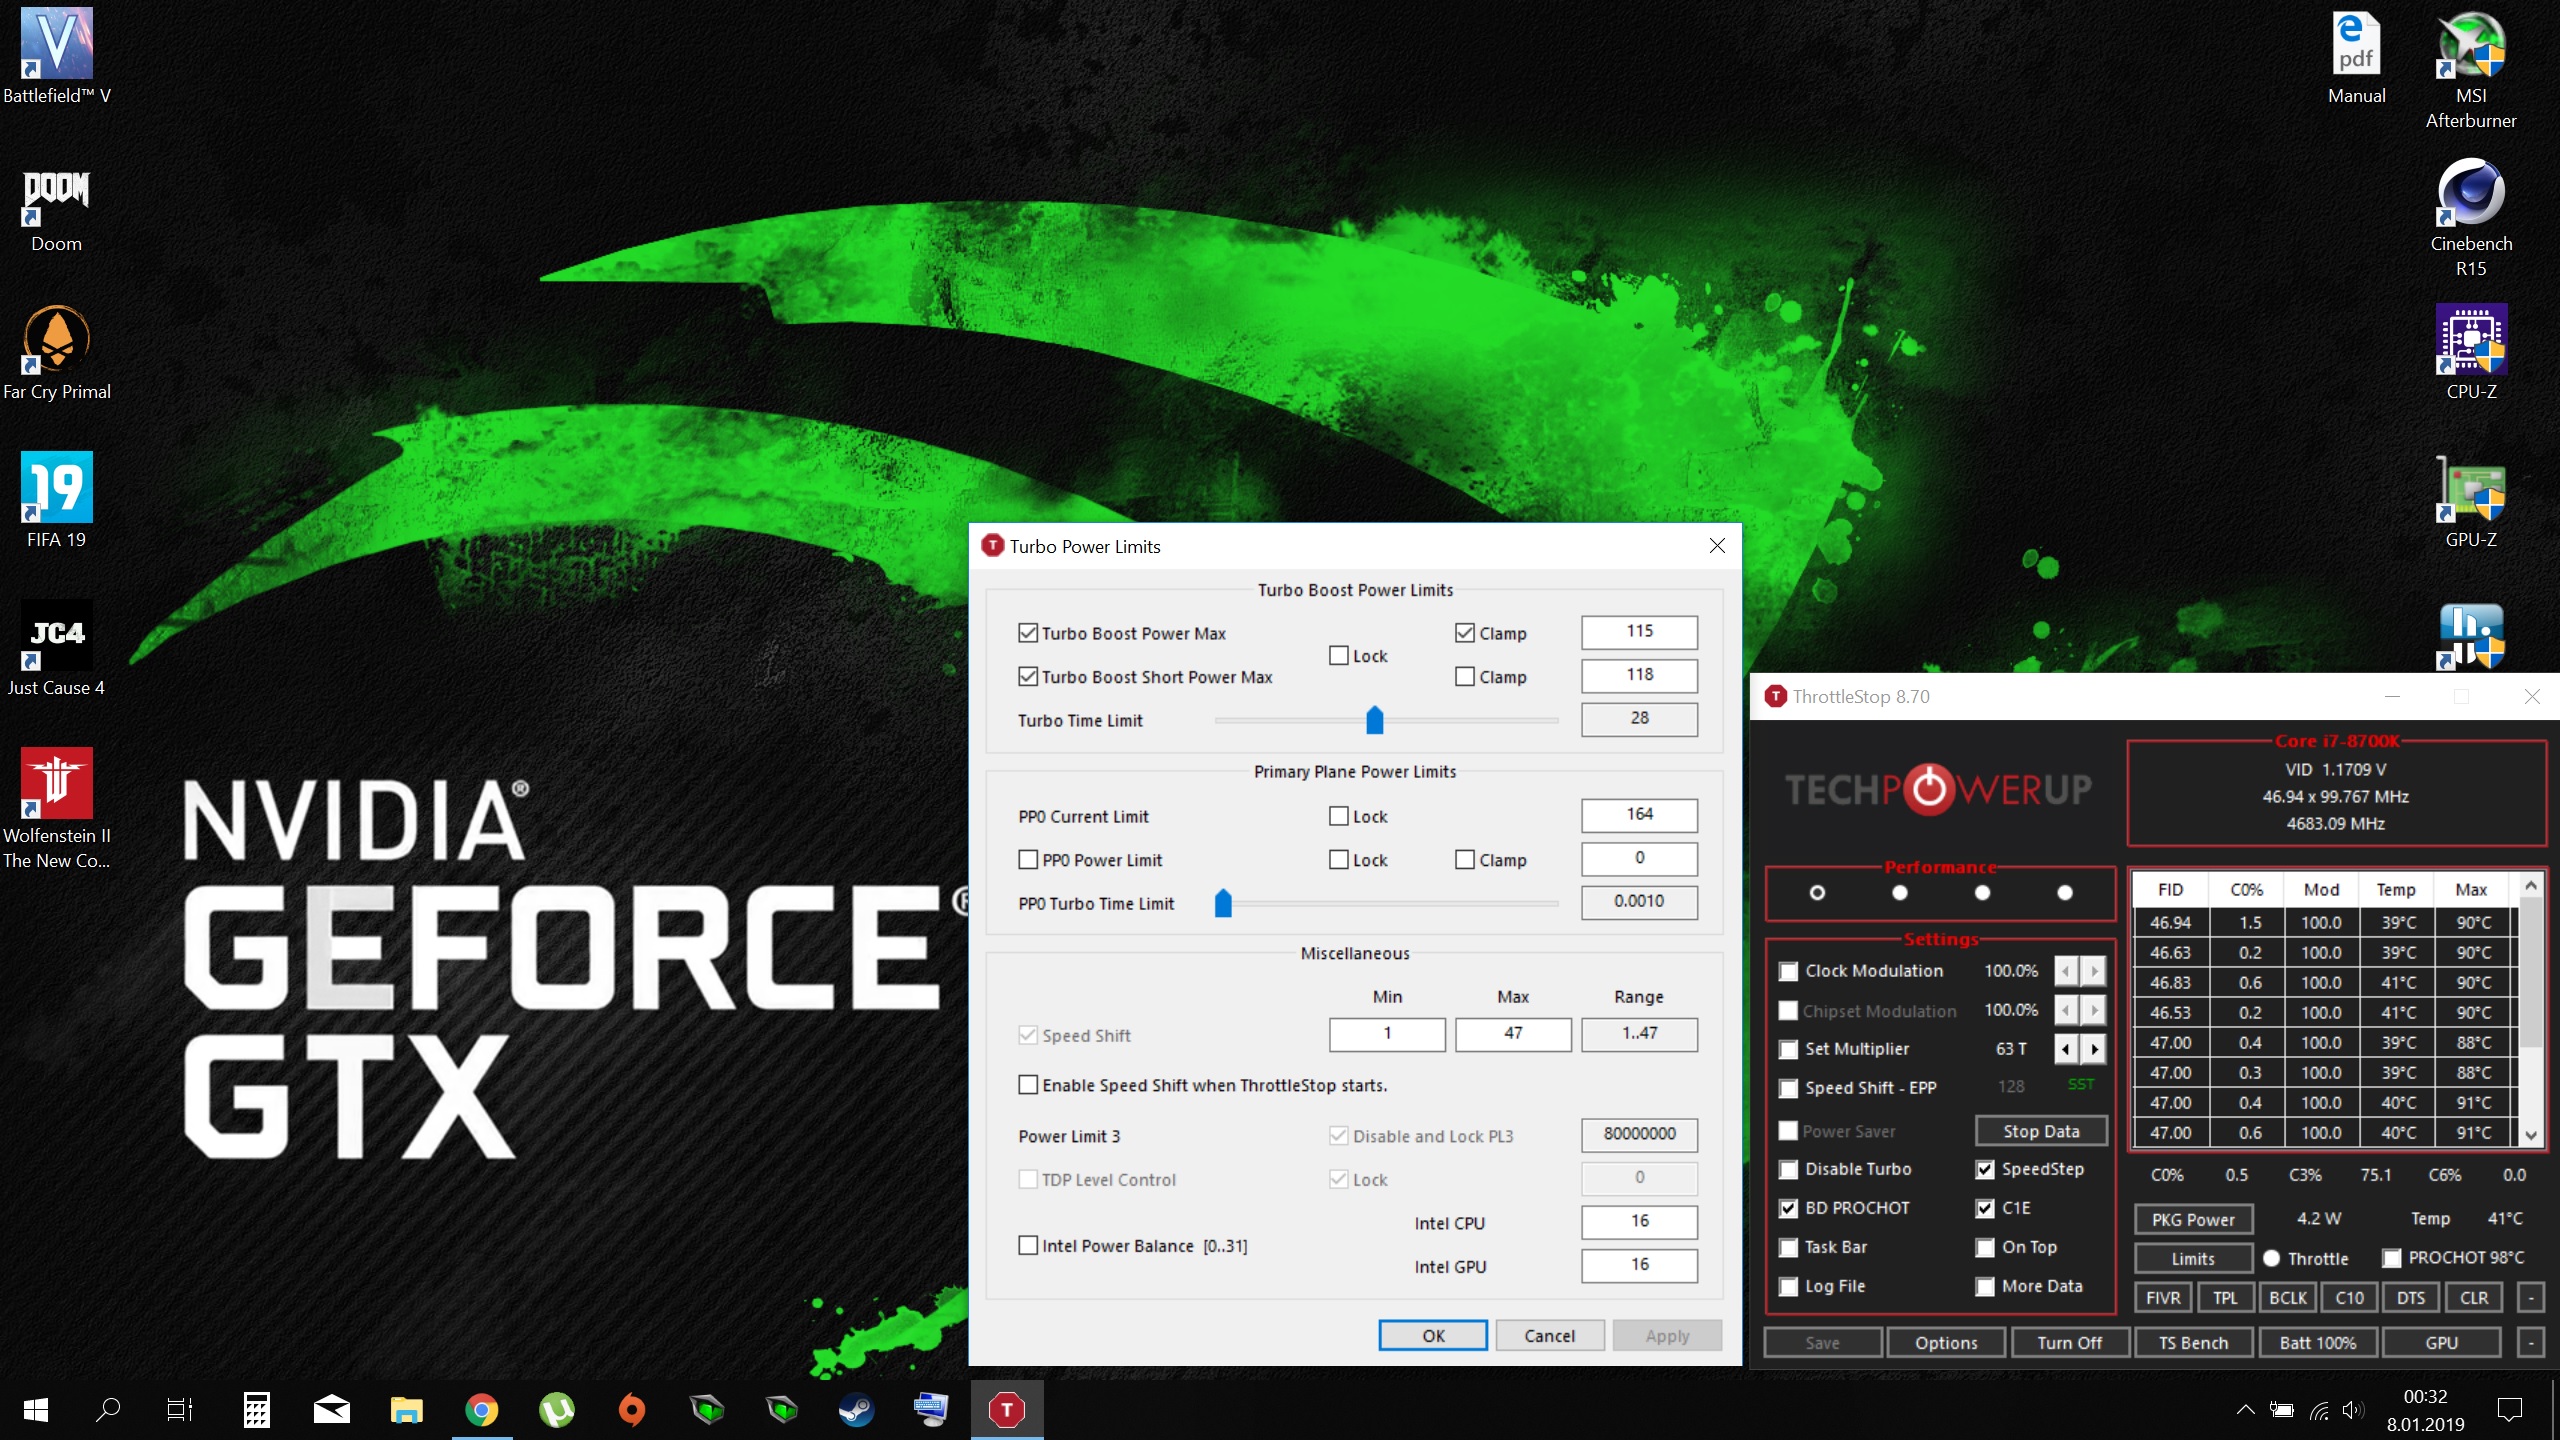 Battlefield™ V
DOOM
Doom
Far Cry Primal
19
FIFA 19
JC4
Just Cause 4
Wolfenstein II
The New Co...
pdf
Manual
MSI
Afterburner
Cinebench
R15
CPU-Z
GPU-Z
NVIDIA®
GEFORCE®
GTX
Turbo Power Limits
Turbo Boost Power Limits
Turbo Boost Power Max Clamp 115
Lock
Turbo Boost Short Power Max Clamp 118
Turbo Time Limit 28
Primary Plane Power Limits
PP0 Current Limit Lock 164
PP0 Power Limit Lock Clamp 0
PP0 Turbo Time Limit 0.0010
Miscellaneous
Min Max Range
Speed Shift 1 47 1..47
Enable Speed Shift when ThrottleStop starts.
Power Limit 3 Disable and Lock PL3 80000000
TDP Level Control Lock 0
Intel CPU 16
Intel Power Balance [0..31]
Intel GPU 16
OK Cancel Apply
ThrottleStop 8.70
TECHPOWERUP
Core i7-8700K
VID 1.1709 V
46.94 x 99.767 MHz
4683.09 MHz
Performance
Settings
Clock Modulation 100.0%
Chipset Modulation 100.0%
Set Multiplier 63 T
Speed Shift - EPP 128 SST
Power Saver Stop Data
Disable Turbo SpeedStep
BD PROCHOT C1E
Task Bar On Top
Log File More Data
FID C0% Mod Temp Max
46.94 1.5 100.0 39°C 90°C
46.63 0.2 100.0 39°C 90°C
46.83 0.6 100.0 41°C 90°C
46.53 0.2 100.0 41°C 90°C
47.00 0.4 100.0 39°C 88°C
47.00 0.3 100.0 39°C 88°C
47.00 0.4 100.0 40°C 91°C
47.00 0.6 100.0 40°C 91°C
C0% 0.5 C3% 75.1 C6% 0.0
PKG Power 4.2 W Temp 41°C
Limits Throttle PROCHOT 98°C
FIVR TPL BCLK C10 DTS CLR -
Save Options Turn Off TS Bench Batt 100% GPU -
00:32
8.01.2019